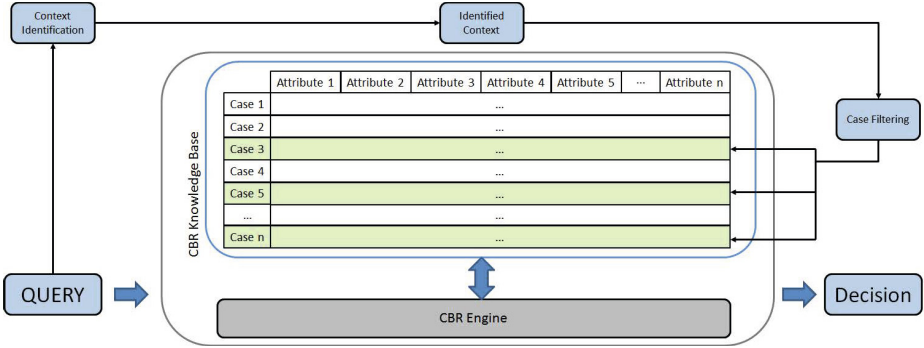 Context
Identification
Identified
Context
Case Filtering
CBR Knowledge Base
Attribute 1 Attribute 2 Attribute 3 Attribute 4 Attribute 5 ... Attribute n
Case 1 ...
Case 2 ...
Case 3 ...
Case 4 ...
Case 5 ...
... ...
Case n ...
QUERY
CBR Engine
Decision